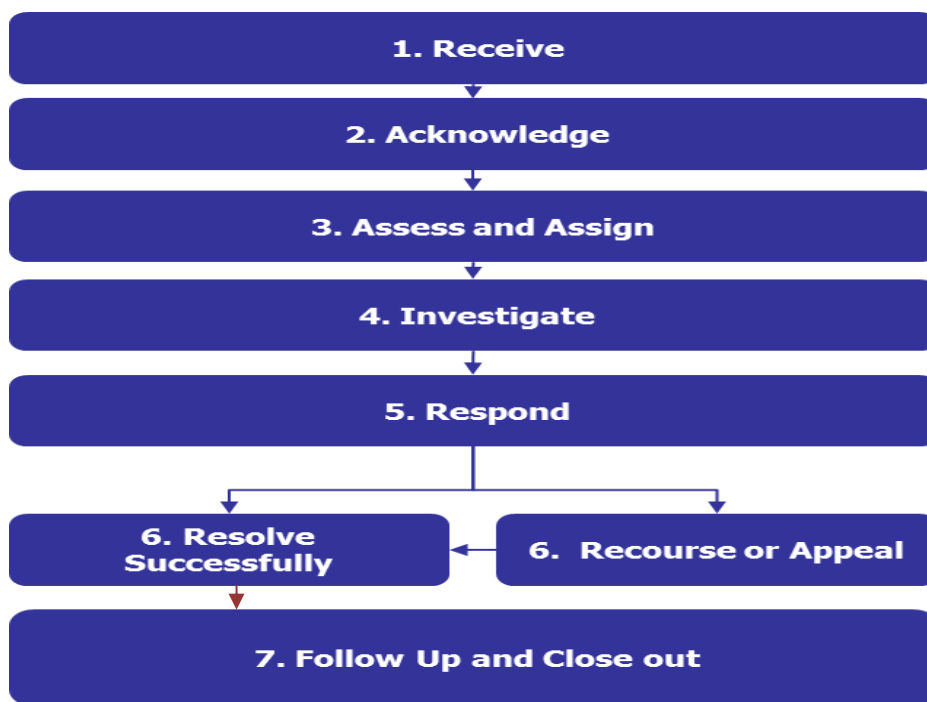 1. Receive
2. Acknowledge
3. Assess and Assign
4. Investigate
5. Respond
6. Resolve
Successfully
6. Recourse or Appeal
7. Follow Up and Close out